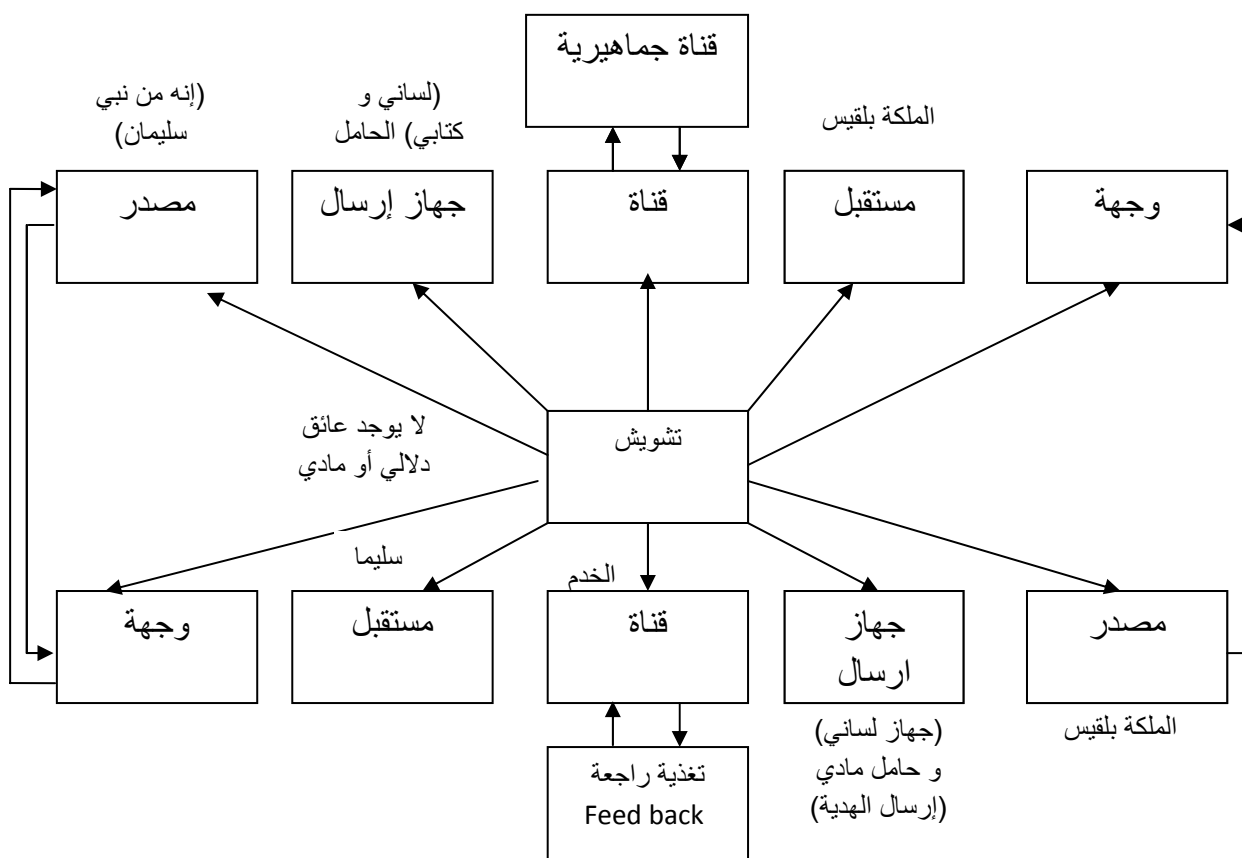 قناة جماهيرية
(إنه من نبي
سليمان)
(لساني و
كتابي) الحامل
الملكة بلقيس
مصدر
جهاز إرسال
قناة
مستقبل
وجهة
تشويش
لا يوجد عائق
دلالي أو مادي
سليما
الخدم
وجهة
مستقبل
قناة
جهاز
ارسال
مصدر
(جهاز لساني)
و حامل مادي
(إرسال الهدية)
الملكة بلقيس
تغذية راجعة
Feed back